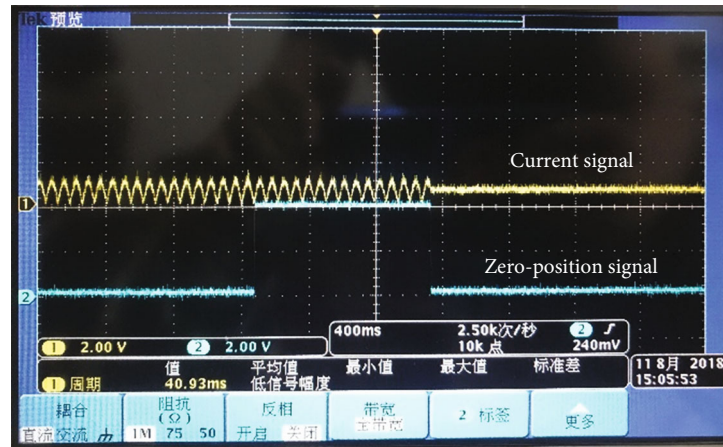 Tek 预览
Current signal
1
Zero-position signal
2
1 2.00 V 2 2.00 V
400ms 2.50k次/秒 2
10k 点 240mV
值 平均值 最小值 最大值 标准差
1 周期 40.93ms 低信号幅度
11 8月 2018
15:05:53
耦合 阻抗 反相 带宽 2 标签 更多
(Ω)
直流 交流 1M 75 50 开启 关闭 全带宽